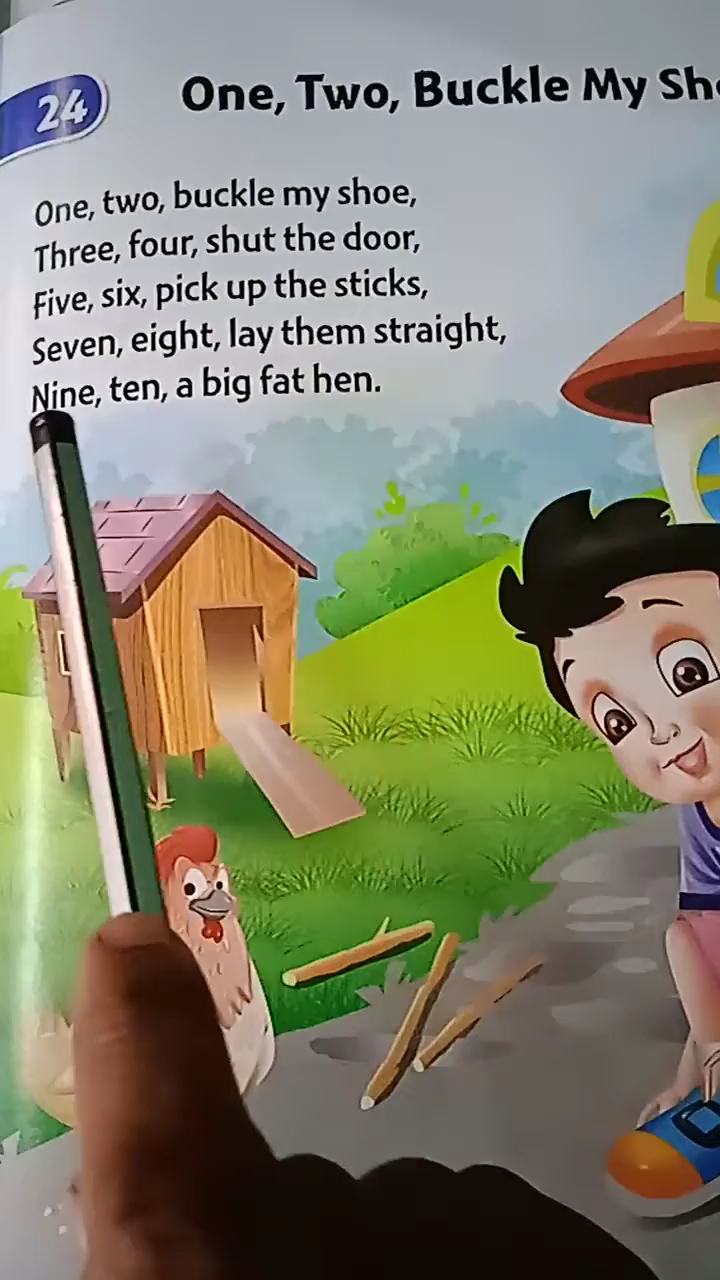 24
One, Two, Buckle My
One, two, buckle my shoe,
Three, four, shut the door,
Five, six, pick up the sticks,
Seven, eight, lay them straight,
Nine, ten, a big fat hen.